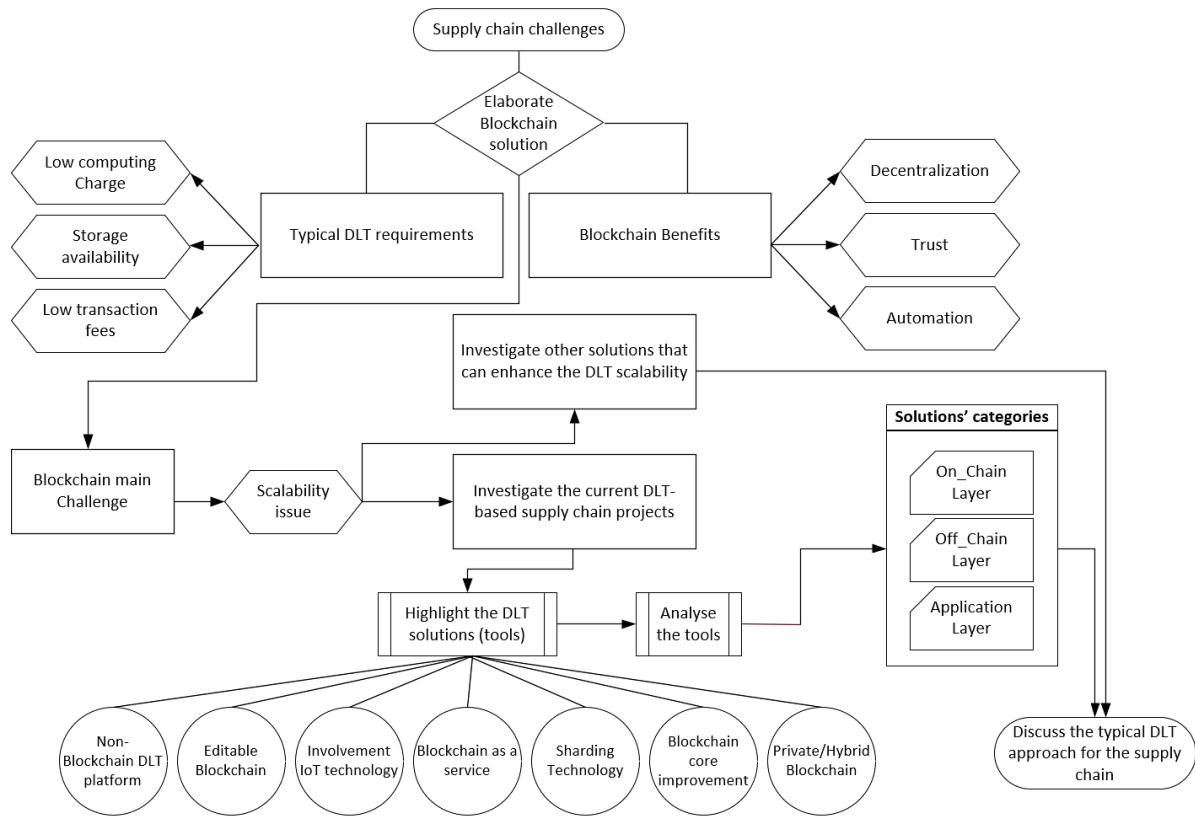 Supply chain challenges
Elaborate
Blockchain
solution
Low computing
Charge
Storage
availability
Low transaction
fees
Typical DLT requirements
Blockchain Benefits
Decentralization
Trust
Automation
Investigate other solutions that
can enhance the DLT scalability
Blockchain main
Challenge
Scalability
issue
Investigate the current DLT-
based supply chain projects
Solutions’ categories
On_Chain
Layer
Off_Chain
Layer
Application
Layer
Highlight the DLT
solutions (tools)
Analyse
the tools
Non-
Blockchain DLT
platform
Editable
Blockchain
Involvement
IoT technology
Blockchain as a
service
Sharding
Technology
Blockchain
core
improvement
Private/Hybrid
Blockchain
Discuss the typical DLT
approach for the supply
chain